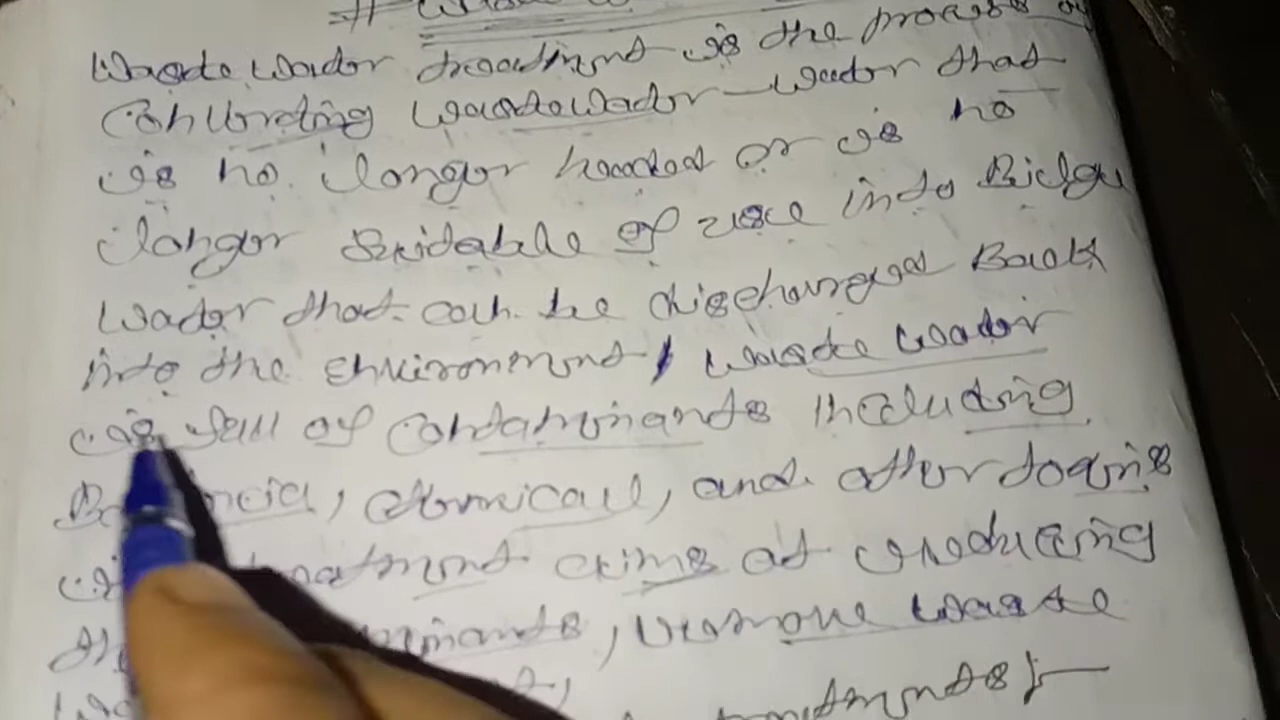 Waste Water treatment is the process of
Converting wastewater - water that
is no longer needed or is no
longer suitable of use into Bilge
Water that can be discharged Back
into the environment, waste water
is full of Contaminants including
chemical, and other toxins
treatment aims at reducing
remove waste